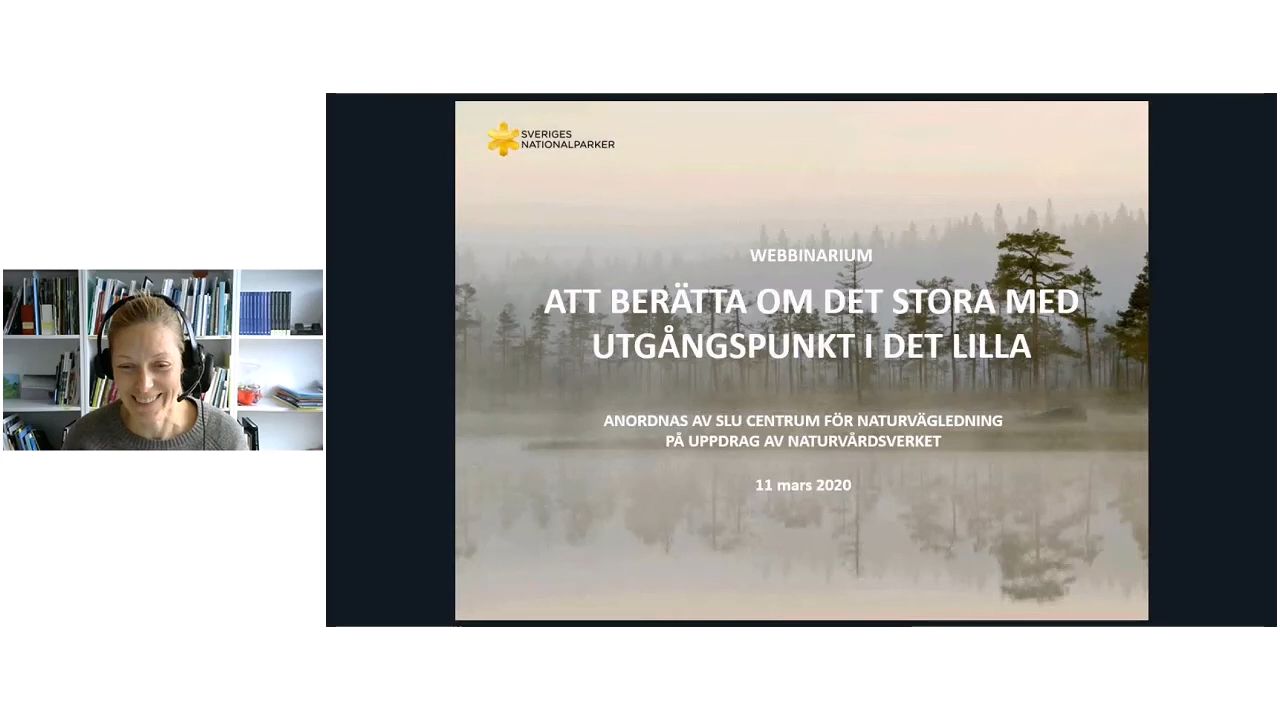 SVERIGES
NATIONALPARKER
WEBBINARIUM
ATT BERÄTTA OM DET STORA MED
UTGÅNGSPUNKT I DET LILLA
ANORDNAS AV SLU CENTRUM FÖR NATURVÄGLEDNING
PÅ UPPDRAG AV NATURVÅRDSVERKET
11 mars 2020